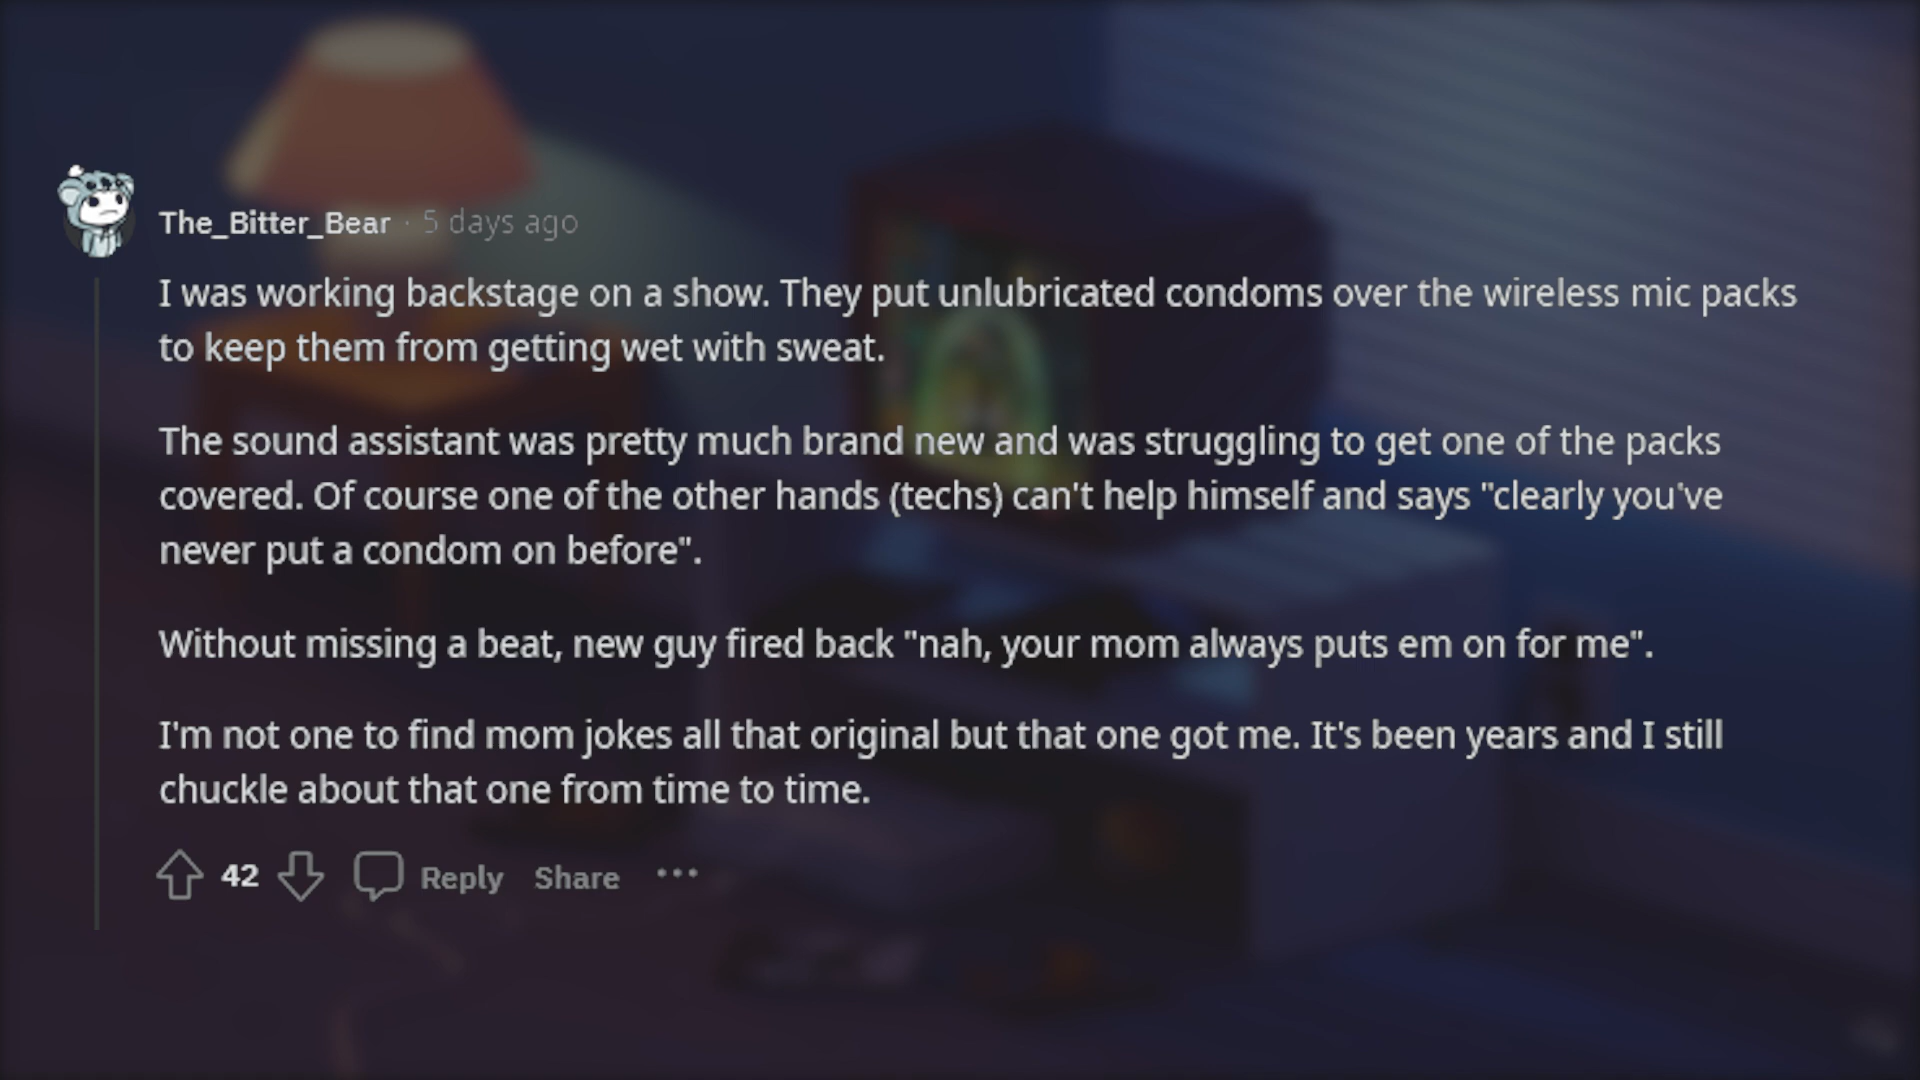 The_Bitter_Bear · 5 days ago
I was working backstage on a show. They put unlubricated condoms over the wireless mic packs
to keep them from getting wet with sweat.
The sound assistant was pretty much brand new and was struggling to get one of the packs
covered. Of course one of the other hands (techs) can't help himself and says "clearly you've
never put a condom on before".
Without missing a beat, new guy fired back "nah, your mom always puts em on for me".
I'm not one to find mom jokes all that original but that one got me. It's been years and I still
chuckle about that one from time to time.
42 Reply Share ···